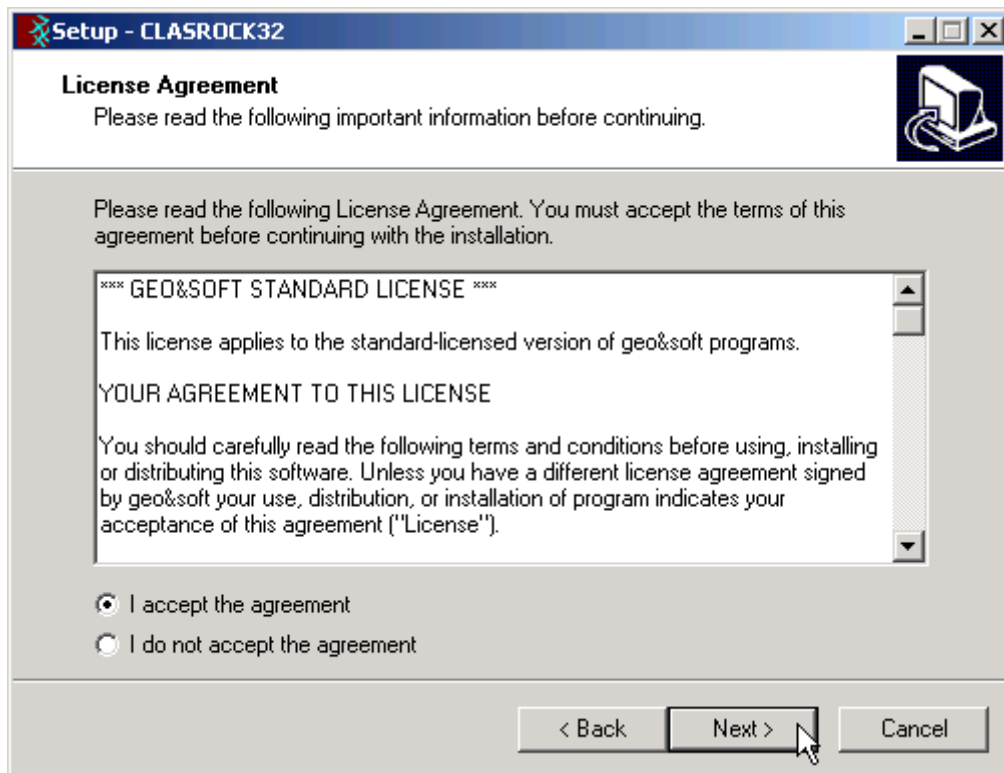 Setup - CLASROCK32
License Agreement
Please read the following important information before continuing.
Please read the following License Agreement. You must accept the terms of this
agreement before continuing with the installation.
*** GEO&SOFT STANDARD LICENSE ***
This license applies to the standard-licensed version of geo&soft programs.
YOUR AGREEMENT TO THIS LICENSE
You should carefully read the following terms and conditions before using, installing
or distributing this software. Unless you have a different license agreement signed
by geo&soft your use, distribution, or installation of program indicates your
acceptance of this agreement ("License").
I accept the agreement
I do not accept the agreement
< Back Next > Cancel